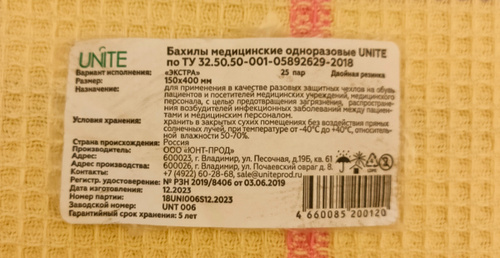 UNITE
Бахилы медицинские одноразовые UNITE
по ТУ 32.50.50-001-05892629-2018
Вариант исполнения: «ЭКСТРА» 25 пар Двойная резинка
Размер: 150х400 мм
Назначение: для применения в качестве разовых защитных чехлов на обувь
пациентов и посетителей медицинских учреждений, медицинского
персонала, с целью предотвращения загрязнения, распростране-
ния возбудителей инфекционных заболеваний между пациен-
тами и медицинским персоналом.
Условия хранения: хранить в закрытых сухих помещениях без воздействия прямых
солнечных лучей, при температуре от -40°С до +40°С, относитель-
ной влажности 50-70%.
Страна происхождения: Россия
Производитель: ООО «ЮНТ-ПРОД»
Адрес: 600023, г. Владимир, ул. Песочная, д.19Б, кв. 61
Адрес производства: 600026, г. Владимир, ул. Почаевский овраг д. 8.
Контакты: +7 (4922) 60-28-68, sale@uniteprod.ru
Регистр. удостоверение: № РЗН 2019/8406 от 03.06.2019
Дата изготовления: 12.2023
Номер партии: 18UNI006S12.2023
Заводской номер: UNT 006
Гарантийный срок хранения: 5 лет
4 660085 200120